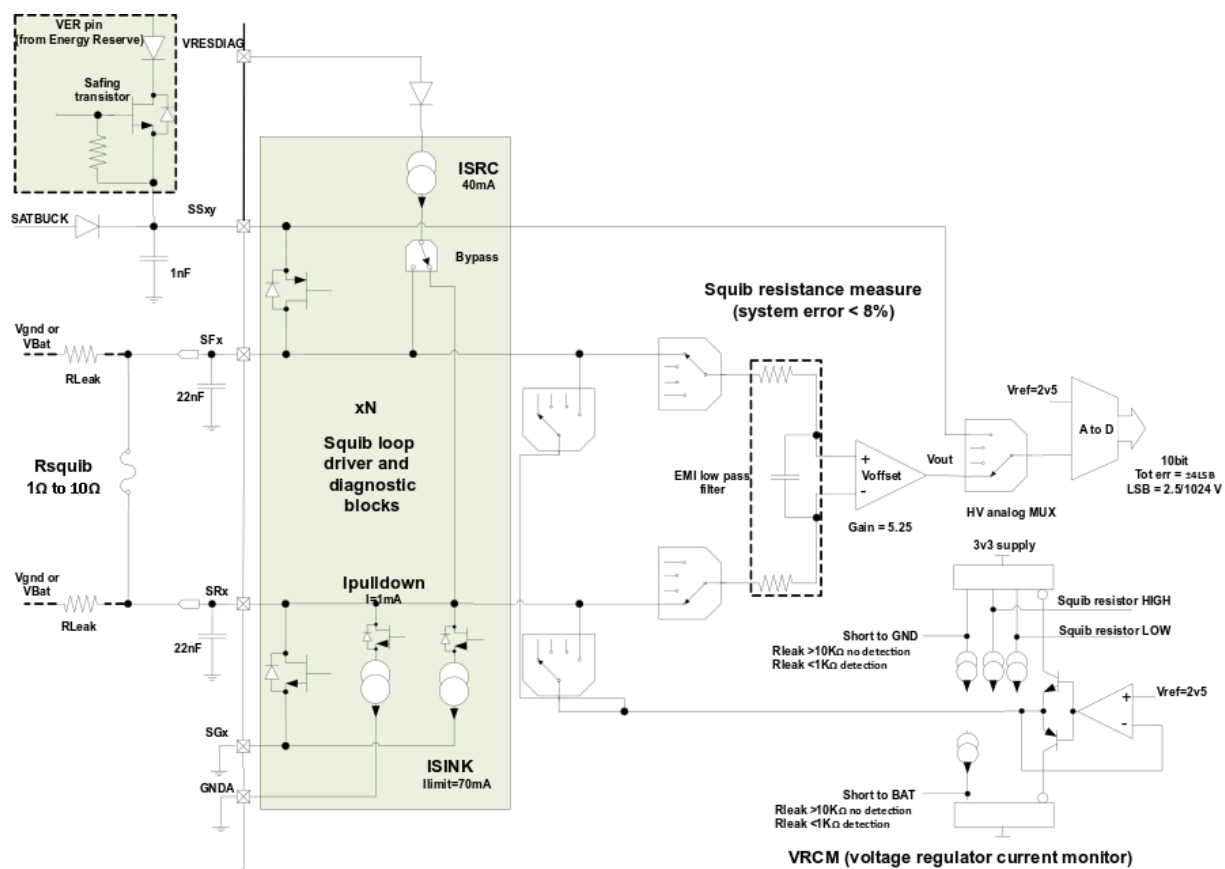 VER pin
(from Energy Reserve)
VRESDIAG
Safing
transistor
ISRC
40mA
SATBUCK
SSxy
1nF
Bypass
Squib resistance measure
(system error < 8%)
Vgnd or
VBat
SFx
RLeak
22nF
xN
Squib loop
driver and
diagnostic
blocks
Rsquib
1Ω to 10Ω
Vref=2v5
A to D
10bit
Tot err = ±4LSB
LSB = 2.5/1024 V
EMI low pass
filter
+
Voffset
-
Vout
Gain = 5.25
HV analog MUX
3v3 supply
Vgnd or
VBat
SRx
RLeak
22nF
Ipulldown
I=1mA
Squib resistor HIGH
Squib resistor LOW
Short to GND
Rleak >10KΩ no detection
Rleak <1KΩ detection
+
-
Vref=2v5
SGx
GNDA
ISINK
Ilimit=70mA
Short to BAT
Rleak >10KΩ no detection
Rleak <1KΩ detection
VRCM (voltage regulator current monitor)